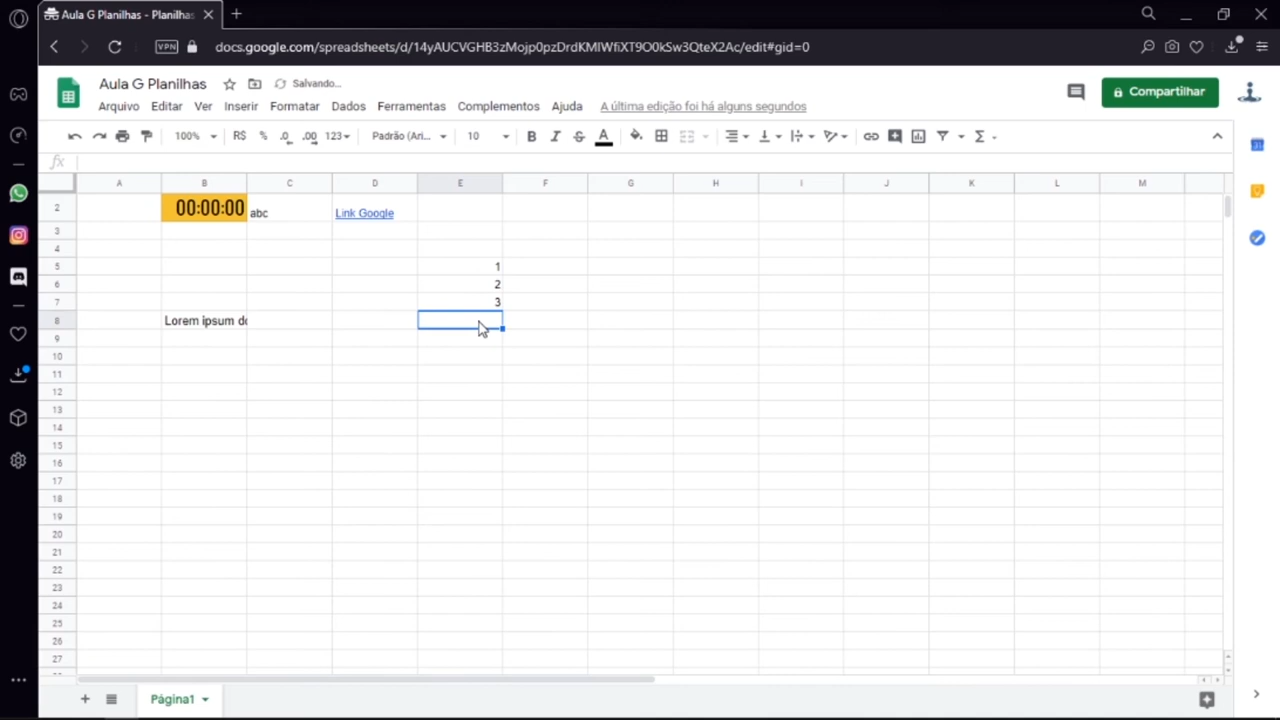 Aula G Planilhas - Planilhas
VPN docs.google.com/spreadsheets/d/14yAUCVGHB3zMojp0pzDrdKMIWfiXT9O0kSw3QteX2Ac/edit#gid=0
Aula G Planilhas Salvando...
Compartilhar
Arquivo Editar Ver Inserir Formatar Dados Ferramentas Complementos Ajuda A última edição foi há alguns segundos
100% R$ % .0 .00 123 Padrão (Ari... 10 B I S A Σ
fx
A B C D E F G H I J K L M
2 00:00:00 abc Link Google
3
4
5 1
6 2
7 3
8 Lorem ipsum do
9
10
11
12
13
14
15
16
17
18
19
20
21
22
23
24
25
26
27
Página1